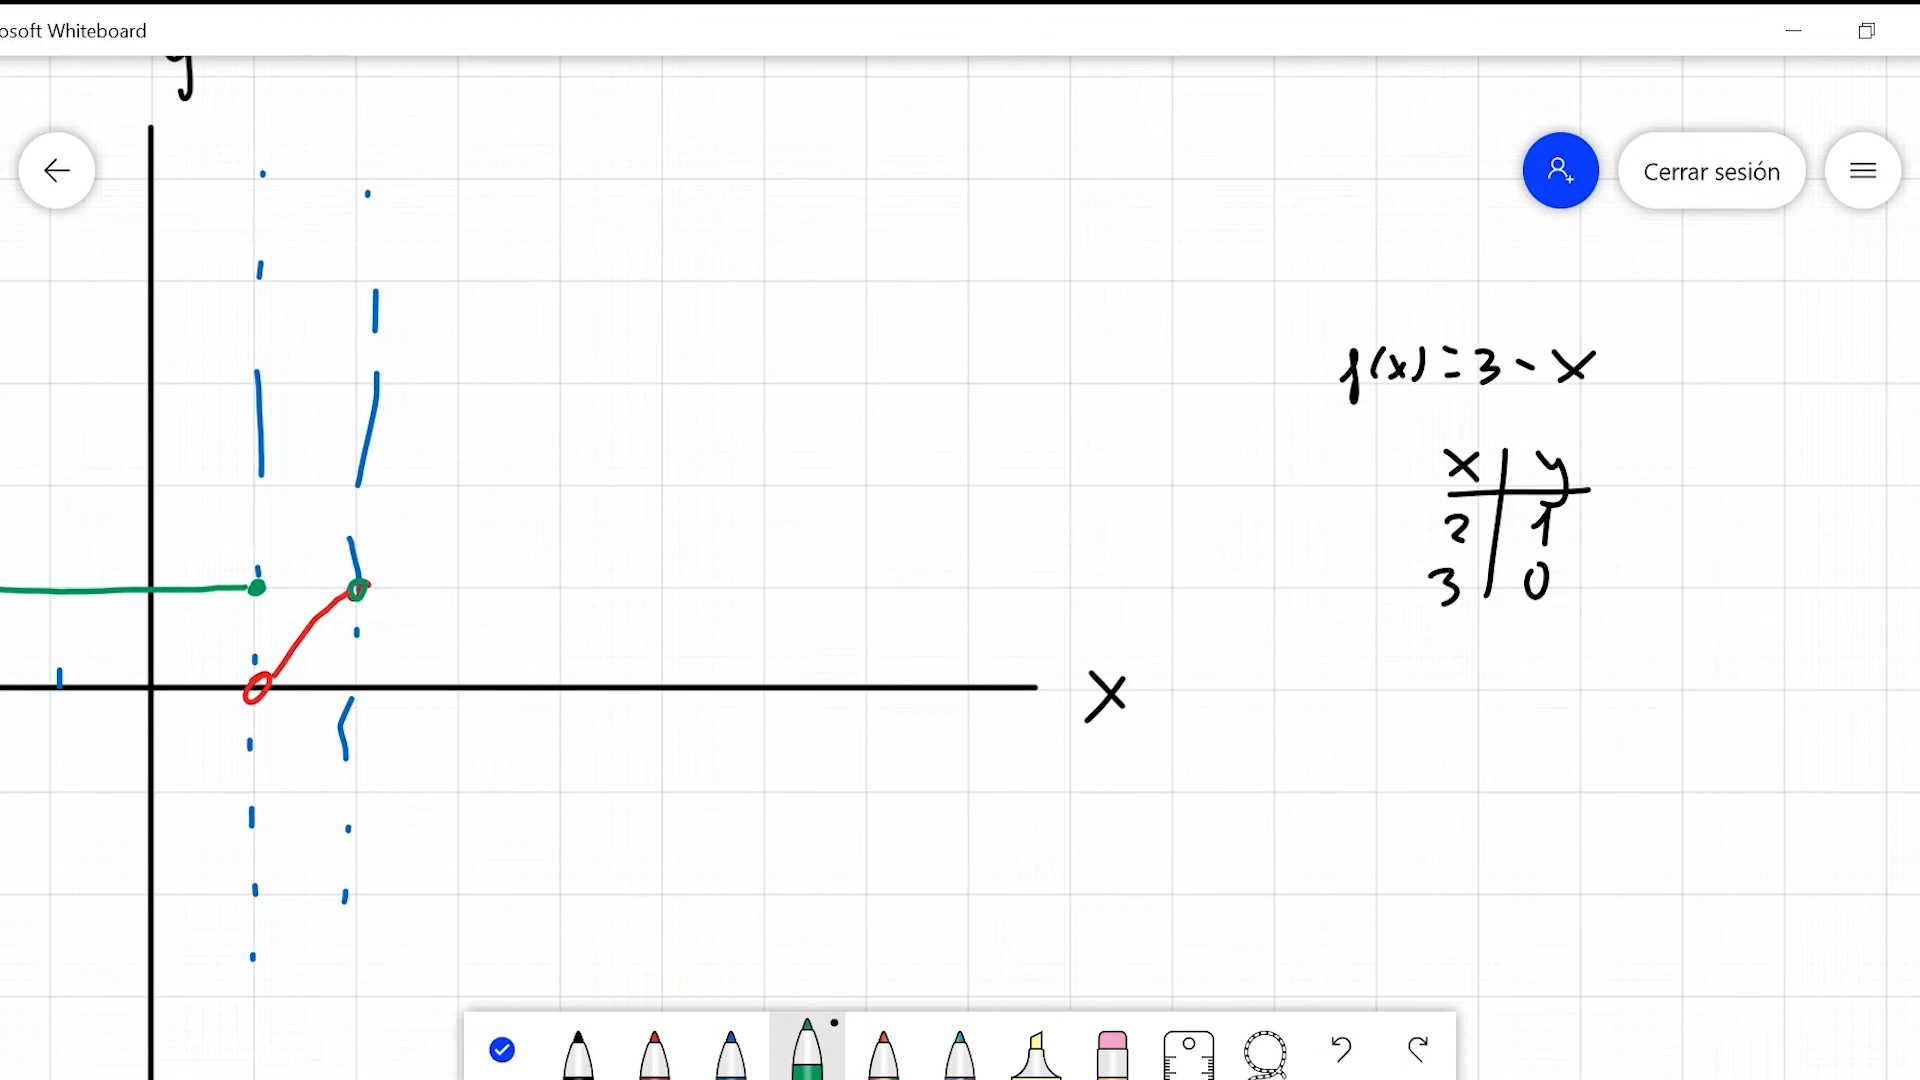 osoft Whiteboard
y
Cerrar sesión
f(x) = 3 - x
x | y
2 | 1
3 | 0
X